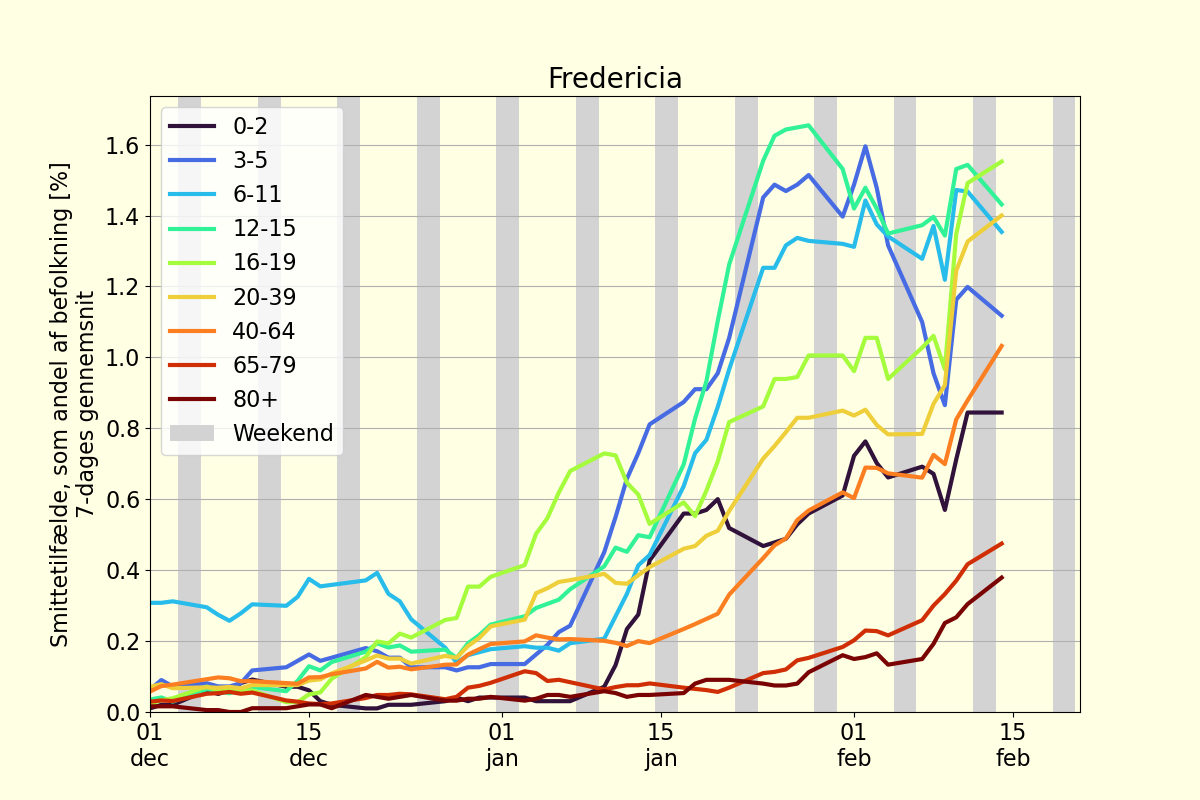 Fredericia
Smittetilfælde, som andel af befolkning [%]
7-dages gennemsnit
1.6
1.4
1.2
1.0
0.8
0.6
0.4
0.2
0.0
0-2
3-5
6-11
12-15
16-19
20-39
40-64
65-79
80+
Weekend
01
dec
15
dec
01
jan
15
jan
01
feb
15
feb